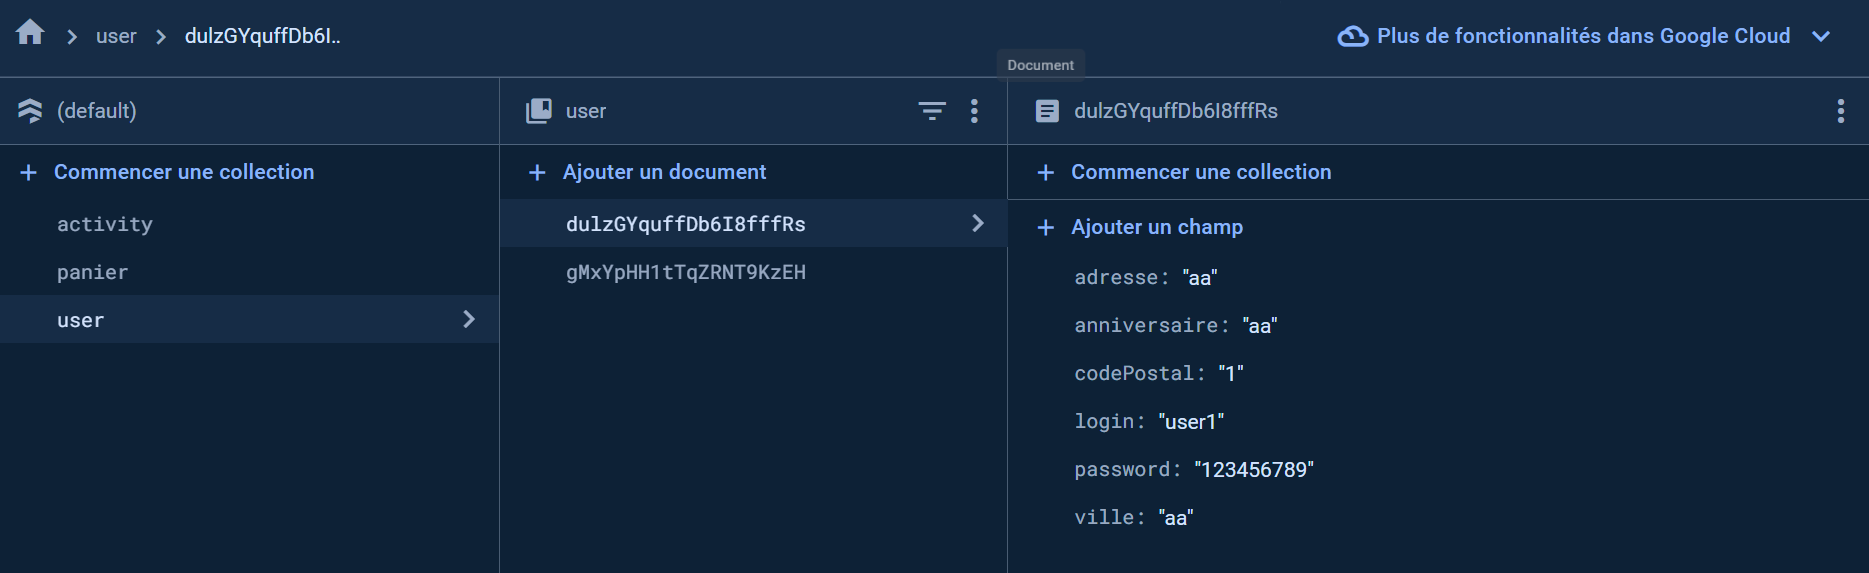 user
dulzGYquffDb6I..
Plus de fonctionnalités dans Google Cloud
Document
(default)
user
dulzGYquffDb6I8fffRs
Commencer une collection
Ajouter un document
Commencer une collection
activity
dulzGYquffDb6I8fffRs
Ajouter un champ
panier
gMxYpHH1tTqZRNT9KzEH
adresse: "aa"
user
anniversaire: "aa"
codePostal: "1"
login: "user1"
password: "123456789"
ville: "aa"